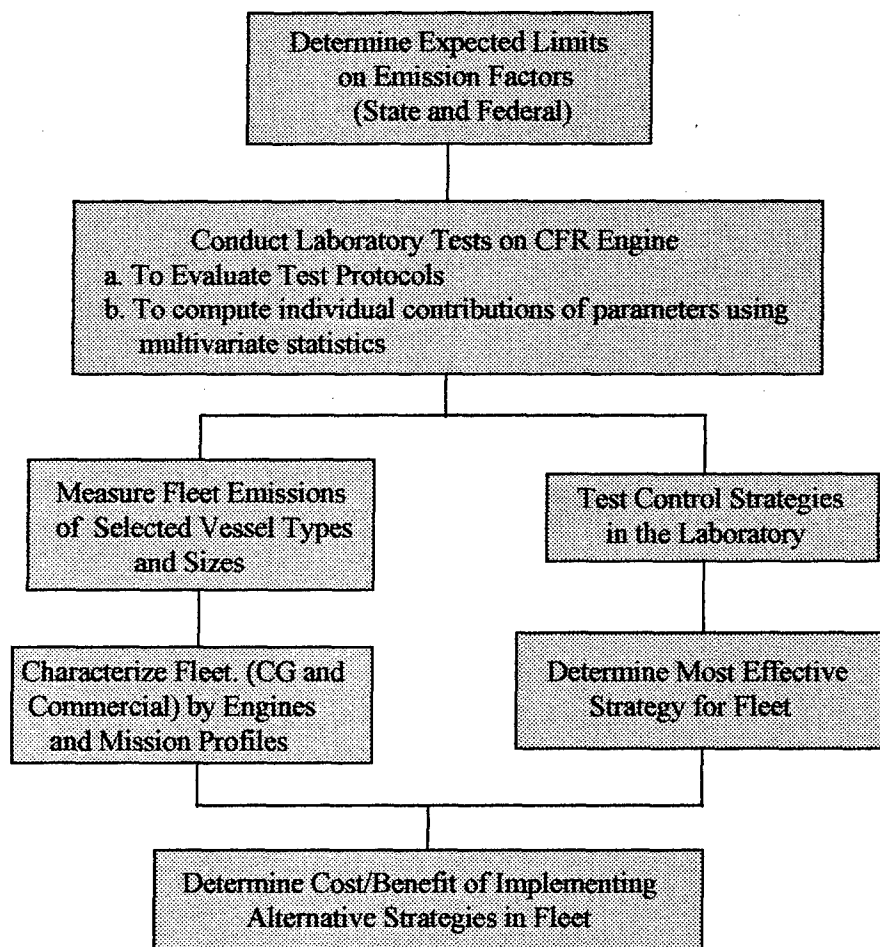 Determine Expected Limits
on Emission Factors
(State and Federal)
Conduct Laboratory Tests on CFR Engine
a. To Evaluate Test Protocols
b. To compute individual contributions of parameters using
multivariate statistics
Measure Fleet Emissions
of Selected Vessel Types
and Sizes
Test Control Strategies
in the Laboratory
Characterize Fleet. (CG and
Commercial) by Engines
and Mission Profiles
Determine Most Effective
Strategy for Fleet
Determine Cost/Benefit of Implementing
Alternative Strategies in Fleet